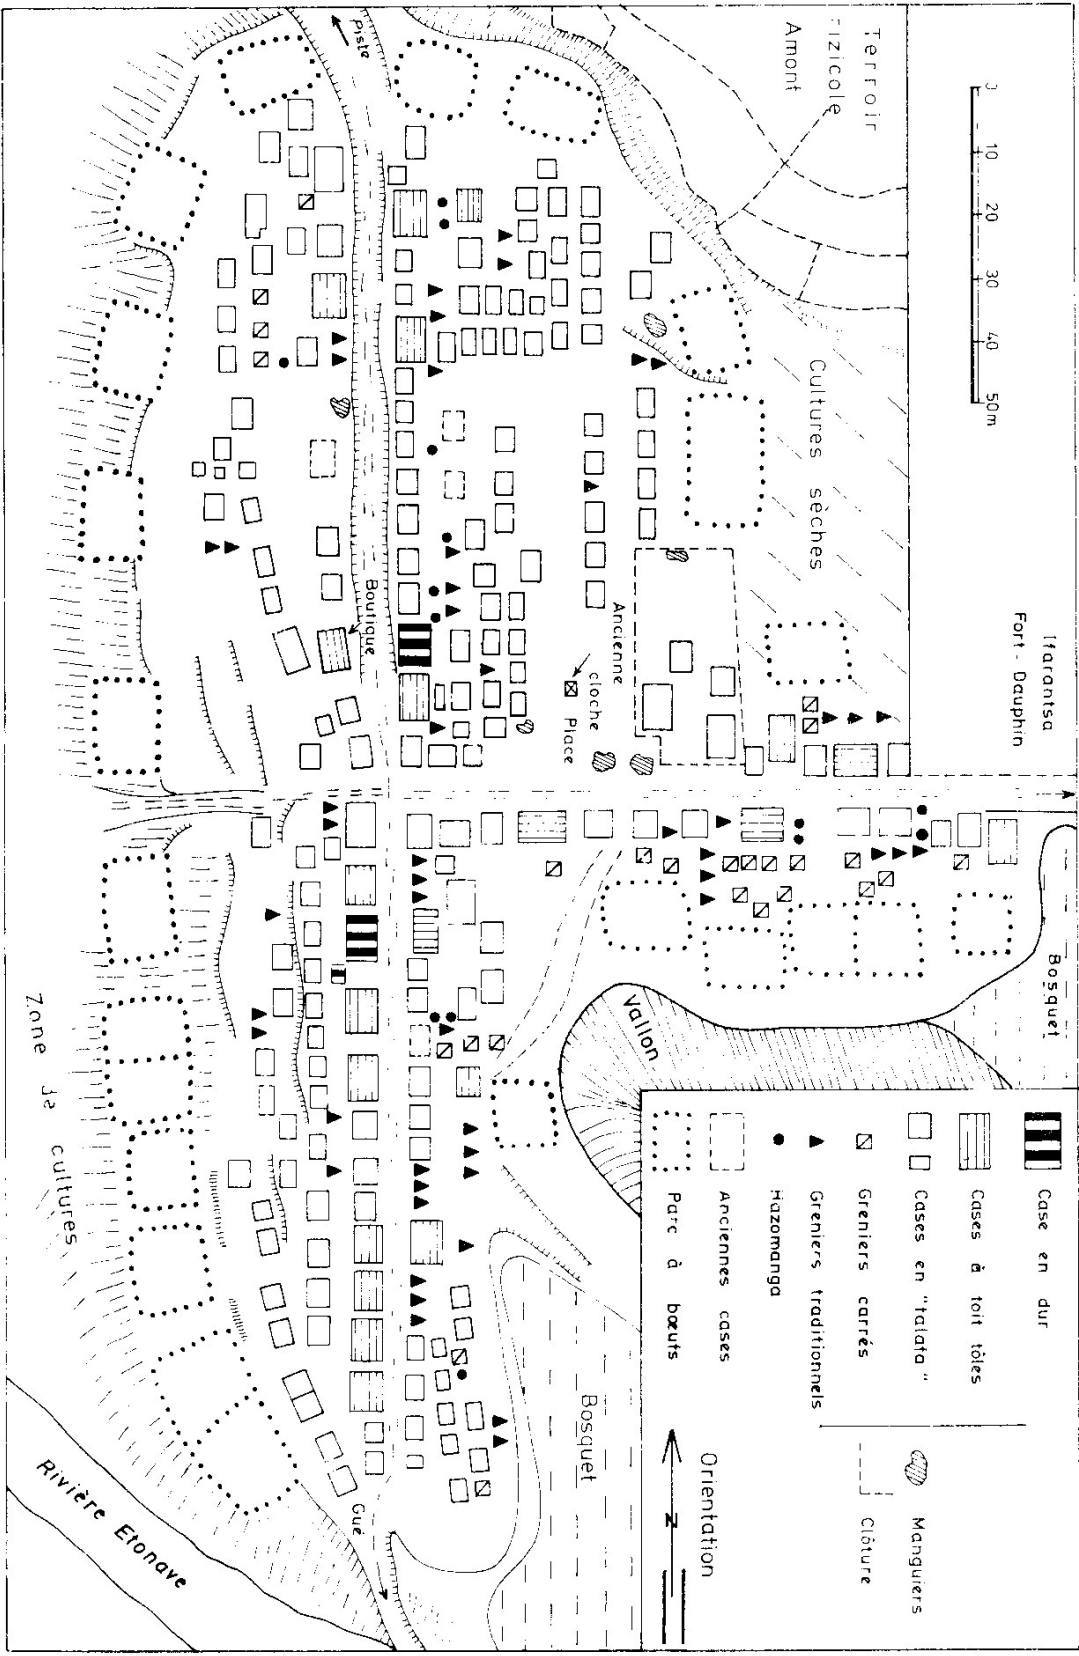 Piste
Terroir
rizicole
Amont
10
20
30
40
50m
Cultures sèches
Ifarantsa
Fort-Dauphin
Boutique
Ancienne
cloche
Place
Bosquet
Vallon
Zone de cultures
Bosquet
Gué
Rivière Etonave
Case en dur
Cases à toit tôles
Cases en "falafa"
Greniers carrés
Greniers traditionnels
Hazomanga
Anciennes cases
Parc à bœufs
Manguiers
Clôture
Orientation
N